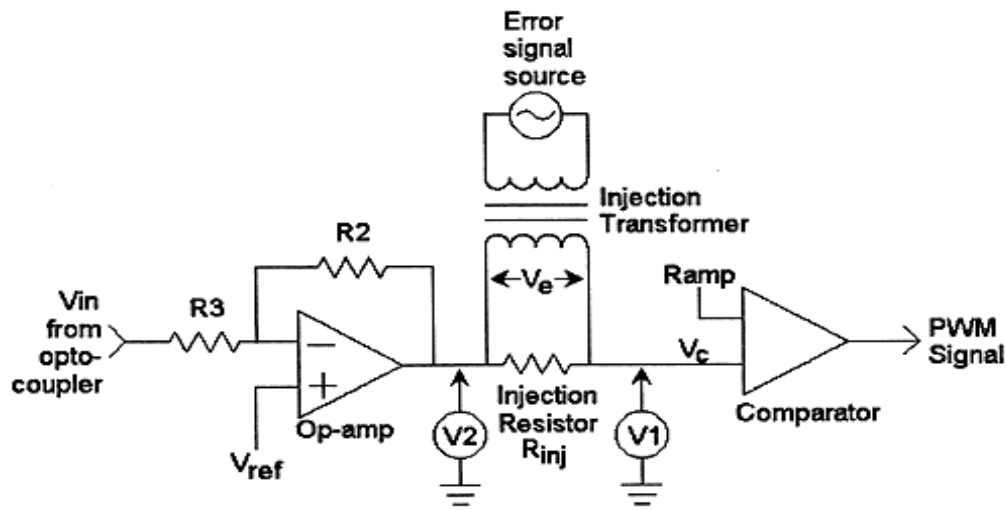 Error
signal
source
Injection
Transformer
R2
Ve
Ramp
Vin
from
opto-
coupler
R3
−
+
Vref
Op-amp
V2
Injection
Resistor
Rinj
V1
Vc
Comparator
PWM
Signal